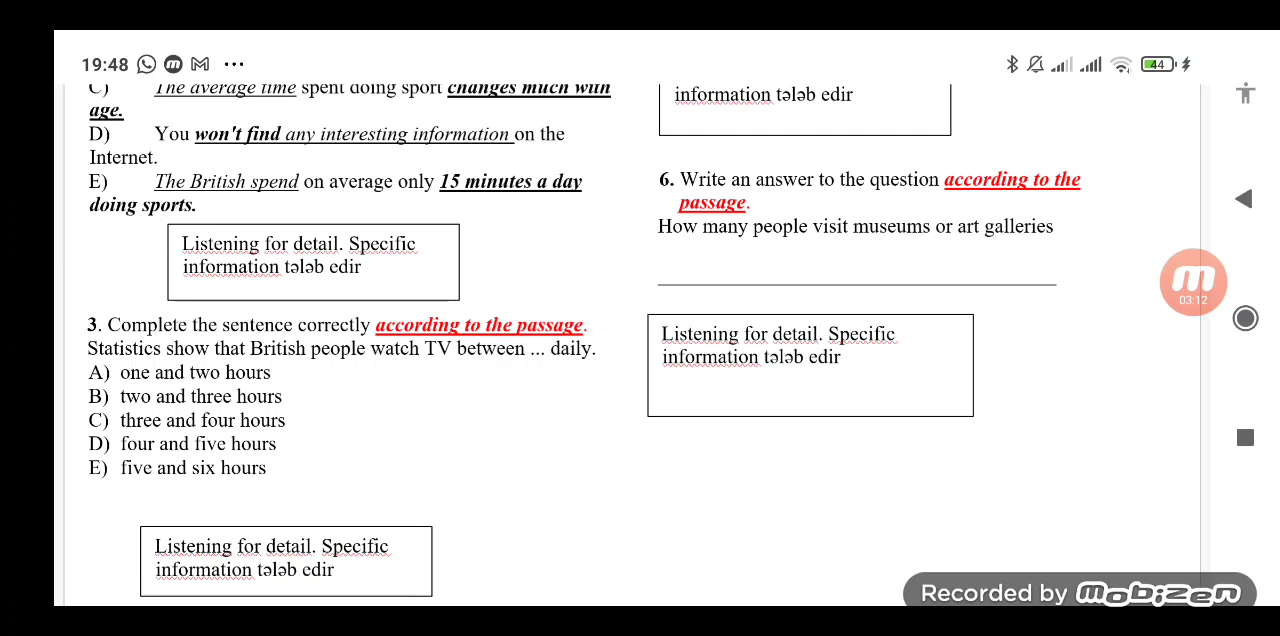 19:48
44
C) The average time spent doing sport changes much with
age.
D) You won't find any interesting information on the
Internet.
E) The British spend on average only 15 minutes a day
doing sports.
Listening for detail. Specific
information tələb edir
3. Complete the sentence correctly according to the passage.
Statistics show that British people watch TV between ... daily.
A) one and two hours
B) two and three hours
C) three and four hours
D) four and five hours
E) five and six hours
Listening for detail. Specific
information tələb edir
information tələb edir
6. Write an answer to the question according to the
passage.
How many people visit museums or art galleries
Listening for detail. Specific
information tələb edir
m
03:12
Recorded by mobizen